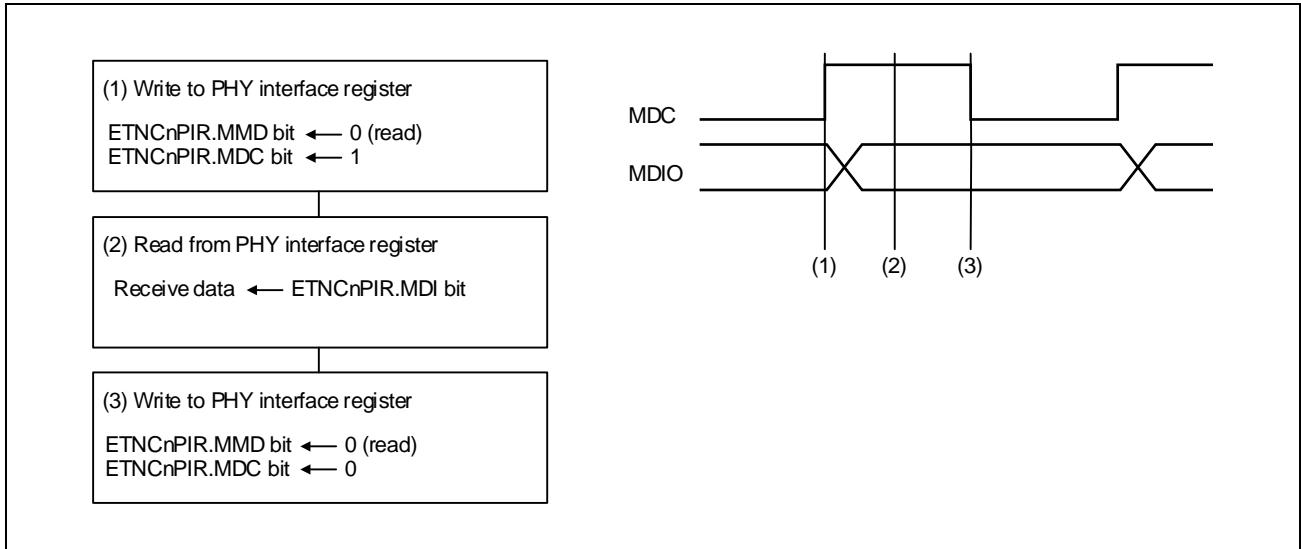 (1) Write to PHY interface register
ETNCnPIR.MMD bit ← 0 (read)
ETNCnPIR.MDC bit ← 1
(2) Read from PHY interface register
Receive data ← ETNCnPIR.MDI bit
(3) Write to PHY interface register
ETNCnPIR.MMD bit ← 0 (read)
ETNCnPIR.MDC bit ← 0
MDC
MDIO
(1) (2) (3)